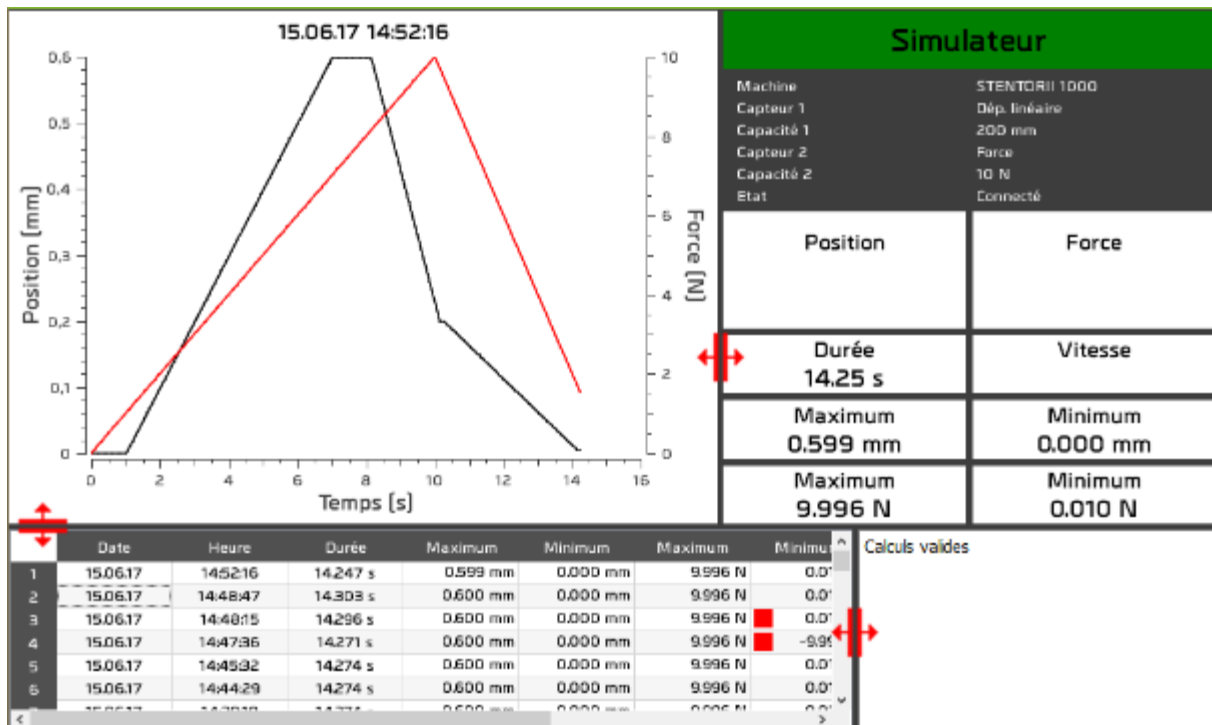 15.06.17 14:52:16
0,6
0,5
0,4
0,3
0,2
0,1
0
Position (mm)
10
8
6
4
2
0
Force (N)
0 2 4 6 8 10 12 14 16
Temps (s)
Simulateur
Machine STENTORII 1000
Capteur 1 Dép. linéaire
Capacité 1 200 mm
Capteur 2 Force
Capacité 2 10 N
Etat Connecté
Position Force
Durée Vitesse
14.25 s
Maximum Minimum
0.599 mm 0.000 mm
Maximum Minimum
9.996 N 0.010 N
Date Heure Durée Maximum Minimum Maximum
1 15.06.17 14:52:16 14.247 s 0.599 mm 0.000 mm 9.996 N
2 15.06.17 14:48:47 14.303 s 0.600 mm 0.000 mm 9.996 N
3 15.06.17 14:48:15 14.296 s 0.600 mm 0.000 mm 9.996 N
4 15.06.17 14:47:36 14.271 s 0.600 mm 0.000 mm 9.996 N
5 15.06.17 14:45:32 14.274 s 0.600 mm 0.000 mm 9.996 N
6 15.06.17 14:44:29 14.274 s 0.600 mm 0.000 mm 9.996 N
Calculs valides